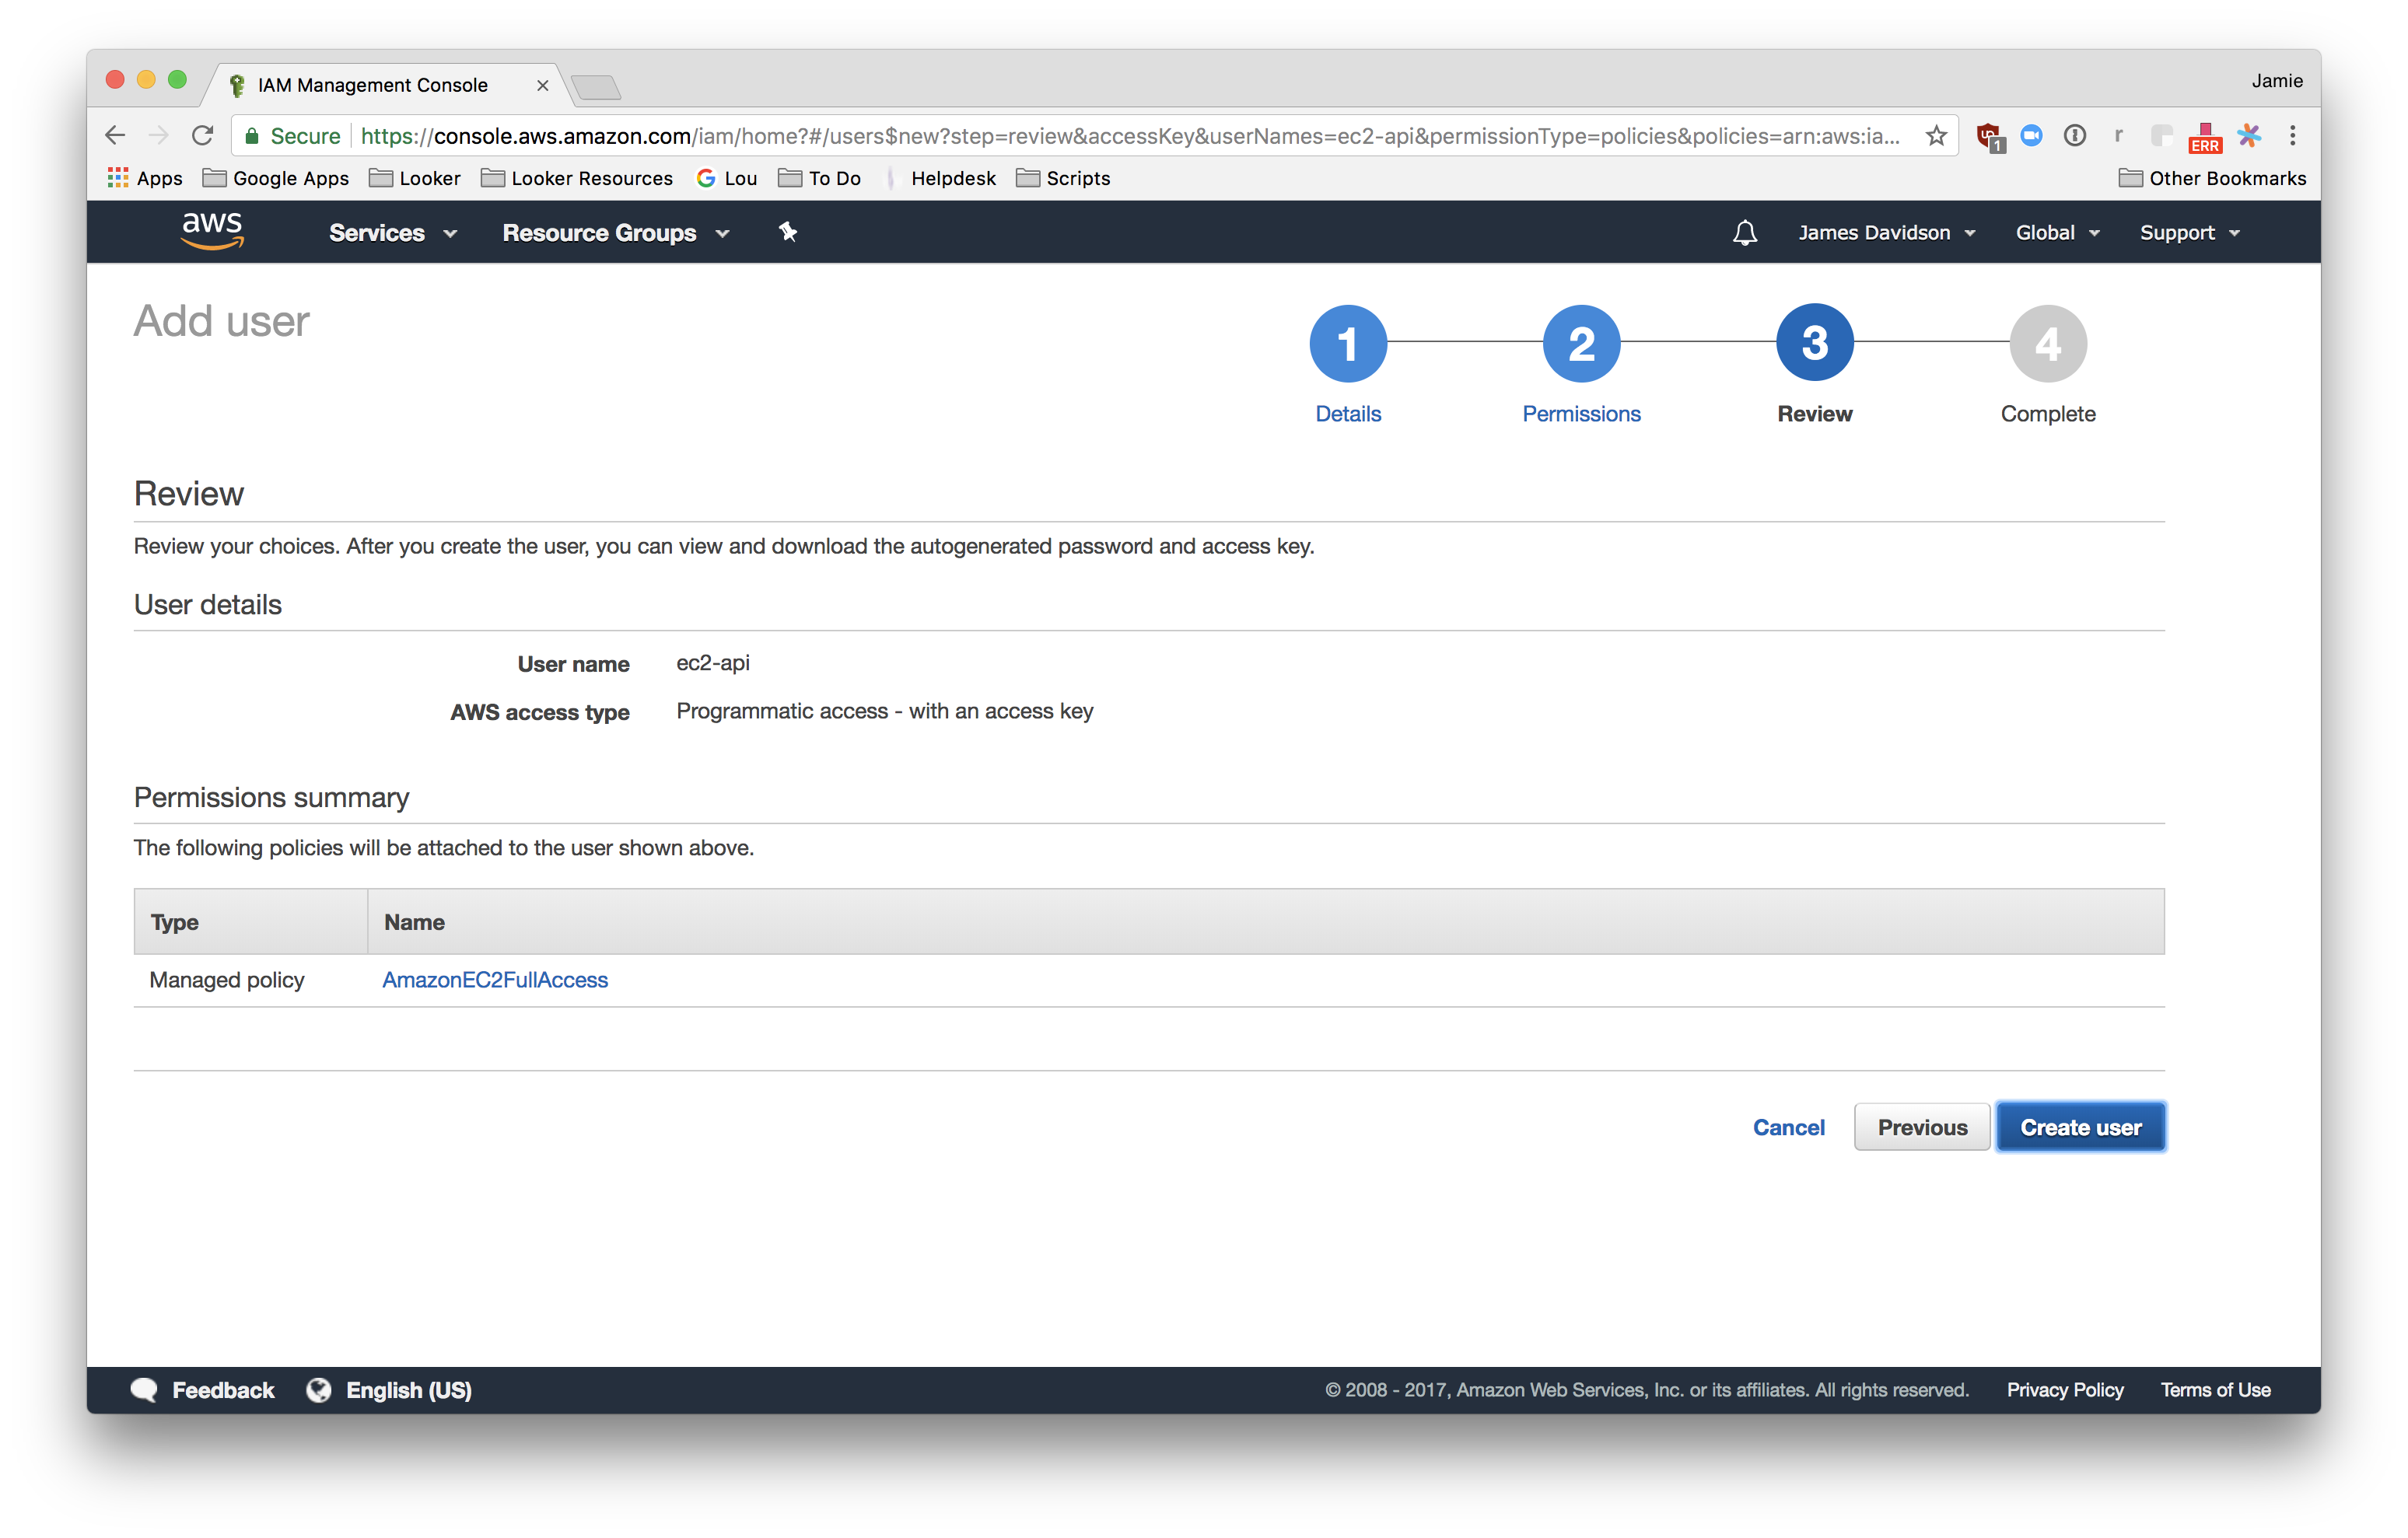 IAM Management Console
Jamie
Secure https://console.aws.amazon.com/iam/home?#/users$new?step=review&accessKey&userNames=ec2-api&permissionType=policies&policies=arn:aws:ia...
1
r
ERR
Apps Google Apps Looker Looker Resources G Lou To Do Helpdesk Scripts Other Bookmarks
aws Services Resource Groups James Davidson Global Support
Add user
1 2 3 4
Details Permissions Review Complete
Review
Review your choices. After you create the user, you can view and download the autogenerated password and access key.
User details
User name ec2-api
AWS access type Programmatic access - with an access key
Permissions summary
The following policies will be attached to the user shown above.
Type Name
Managed policy AmazonEC2FullAccess
Cancel Previous Create user
Feedback English (US) © 2008 - 2017, Amazon Web Services, Inc. or its affiliates. All rights reserved. Privacy Policy Terms of Use